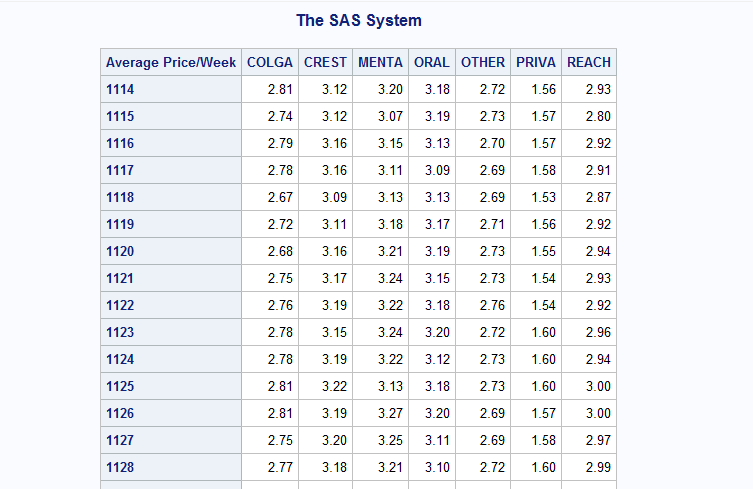 The SAS System
Average Price/Week COLGA CREST MENTA ORAL OTHER PRIVA REACH
1114 2.81 3.12 3.20 3.18 2.72 1.56 2.93
1115 2.74 3.12 3.07 3.19 2.73 1.57 2.80
1116 2.79 3.16 3.15 3.13 2.70 1.57 2.92
1117 2.78 3.16 3.11 3.09 2.69 1.58 2.91
1118 2.67 3.09 3.13 3.13 2.69 1.53 2.87
1119 2.72 3.11 3.18 3.17 2.71 1.56 2.92
1120 2.68 3.16 3.21 3.19 2.73 1.55 2.94
1121 2.75 3.17 3.24 3.15 2.73 1.54 2.93
1122 2.76 3.19 3.22 3.18 2.76 1.54 2.92
1123 2.78 3.15 3.24 3.20 2.72 1.60 2.96
1124 2.78 3.19 3.22 3.12 2.73 1.60 2.94
1125 2.81 3.22 3.13 3.18 2.73 1.60 3.00
1126 2.81 3.19 3.27 3.20 2.69 1.57 3.00
1127 2.75 3.20 3.25 3.11 2.69 1.58 2.97
1128 2.77 3.18 3.21 3.10 2.72 1.60 2.99